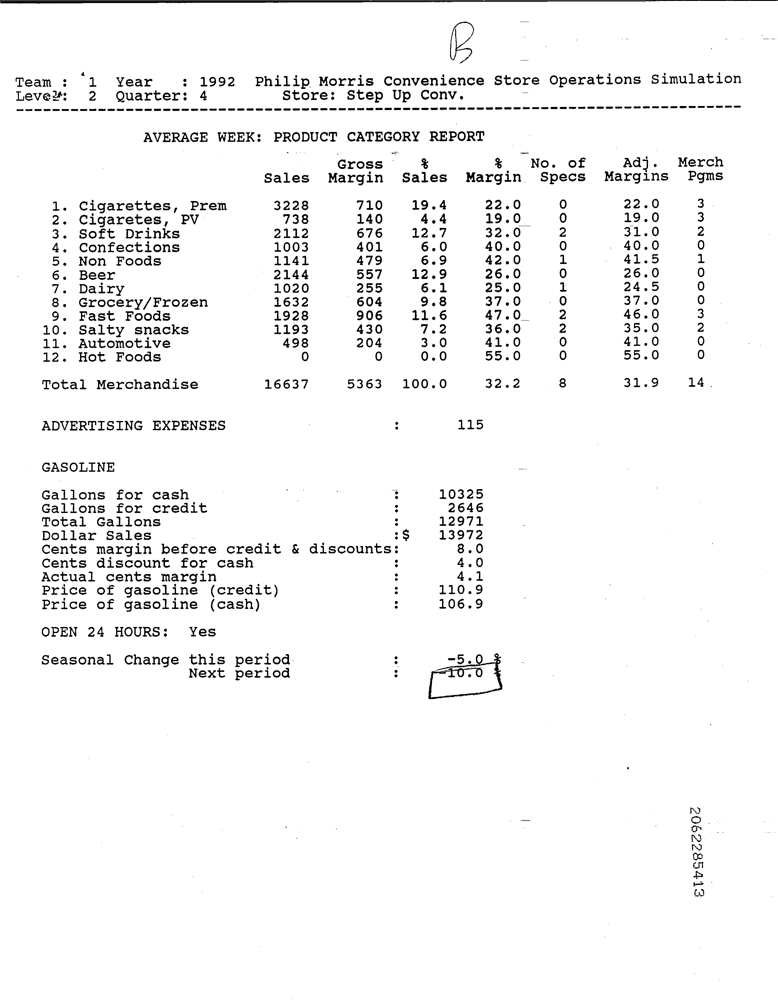 B
Team : 1 Year : 1992 Philip Morris Convenience Store Operations Simulation
Level: 2 Quarter: 4 Store: Step Up Conv.
AVERAGE WEEK: PRODUCT CATEGORY REPORT
Gross % % No. of Adj. Merch
Sales Margin Sales Margin Specs Margins Pgms
1. Cigarettes, Prem 3228 710 19.4 22.0 0 22.0 3
2. Cigaretes, PV 738 140 4.4 19.0 0 19.0 3
3. Soft Drinks 2112 676 12.7 32.0 2 31.0 2
4. Confections 1003 401 6.0 40.0 0 40.0 0
5. Non Foods 1141 479 6.9 42.0 1 41.5 1
6. Beer 2144 557 12.9 26.0 0 26.0 0
7. Dairy 1020 255 6.1 25.0 1 24.5 0
8. Grocery/Frozen 1632 604 9.8 37.0 0 37.0 0
9. Fast Foods 1928 906 11.6 47.0 2 46.0 3
10. Salty snacks 1193 430 7.2 36.0 2 35.0 2
11. Automotive 498 204 3.0 41.0 0 41.0 0
12. Hot Foods 0 0 0.0 55.0 0 55.0 0
Total Merchandise 16637 5363 100.0 32.2 8 31.9 14
ADVERTISING EXPENSES : 115
GASOLINE
Gallons for cash : 10325
Gallons for credit : 2646
Total Gallons : 12971
Dollar Sales :$ 13972
Cents margin before credit & discounts: 8.0
Cents discount for cash : 4.0
Actual cents margin : 4.1
Price of gasoline (credit) : 110.9
Price of gasoline (cash) : 106.9
OPEN 24 HOURS: Yes
Seasonal Change this period : -5.0 %
Next period : -10.0 %
2062285413